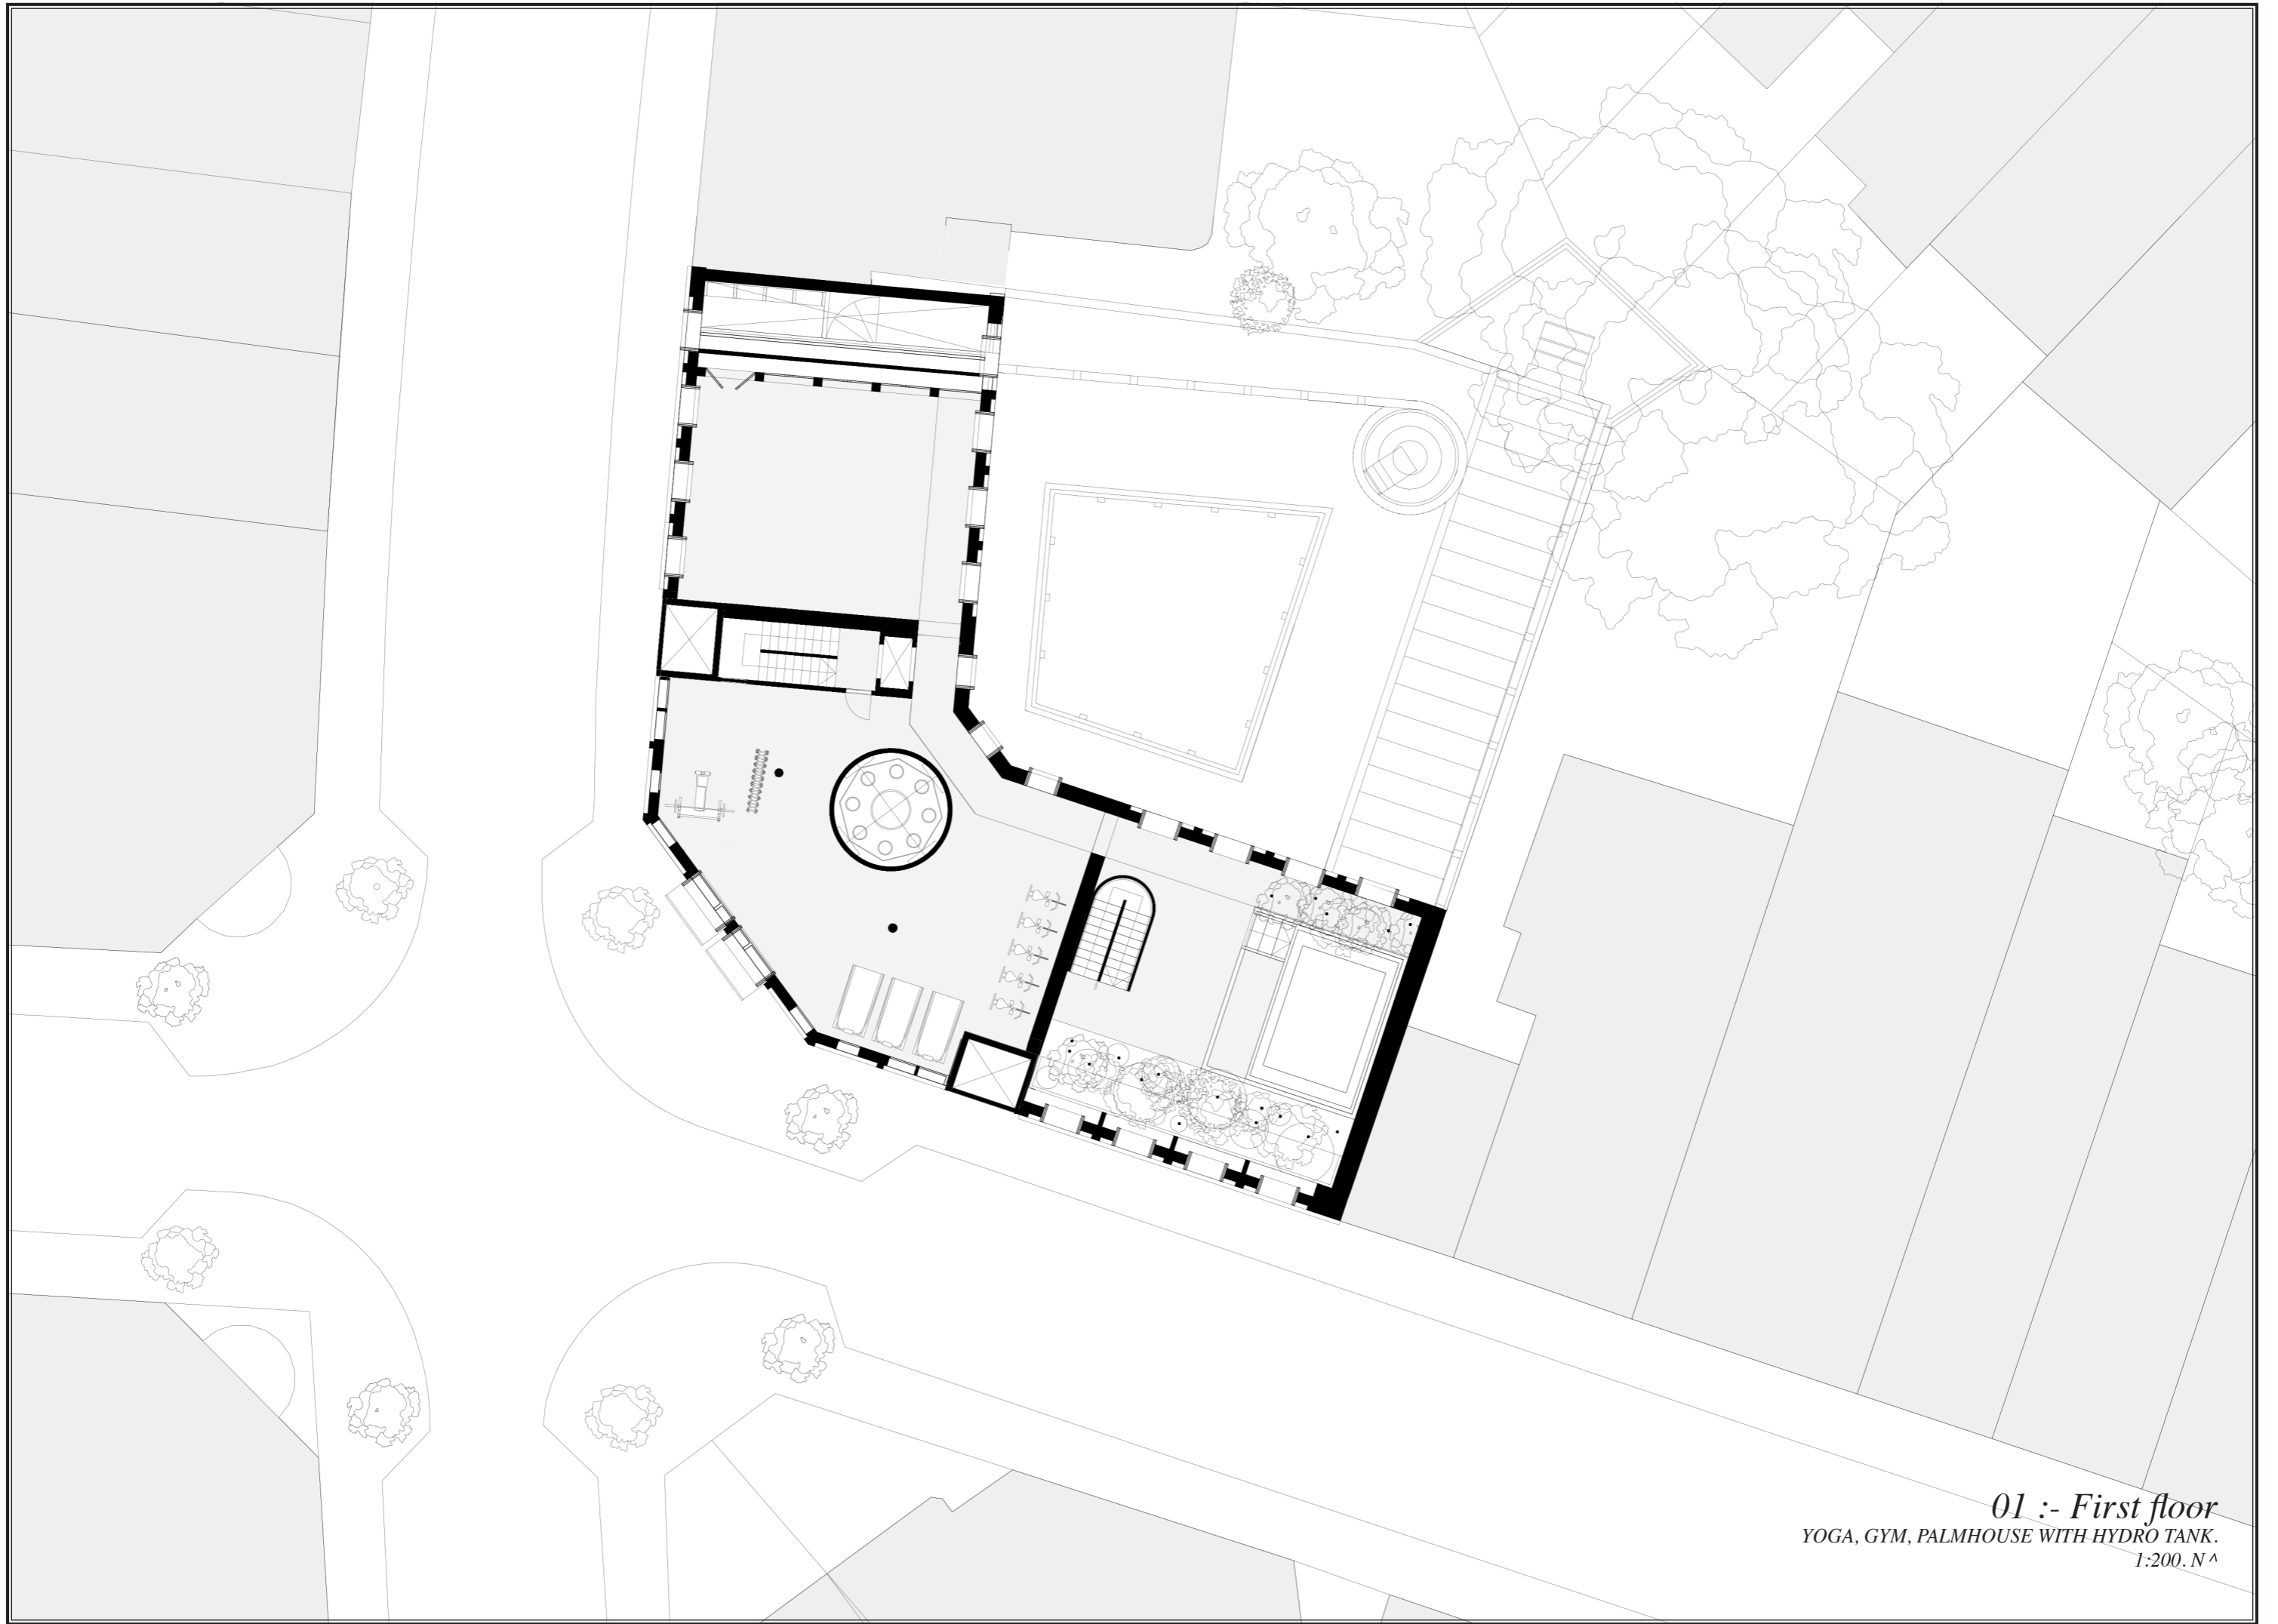 01 :- First floor
YOGA, GYM, PALMHOUSE WITH HYDRO TANK.
1:200. N ^